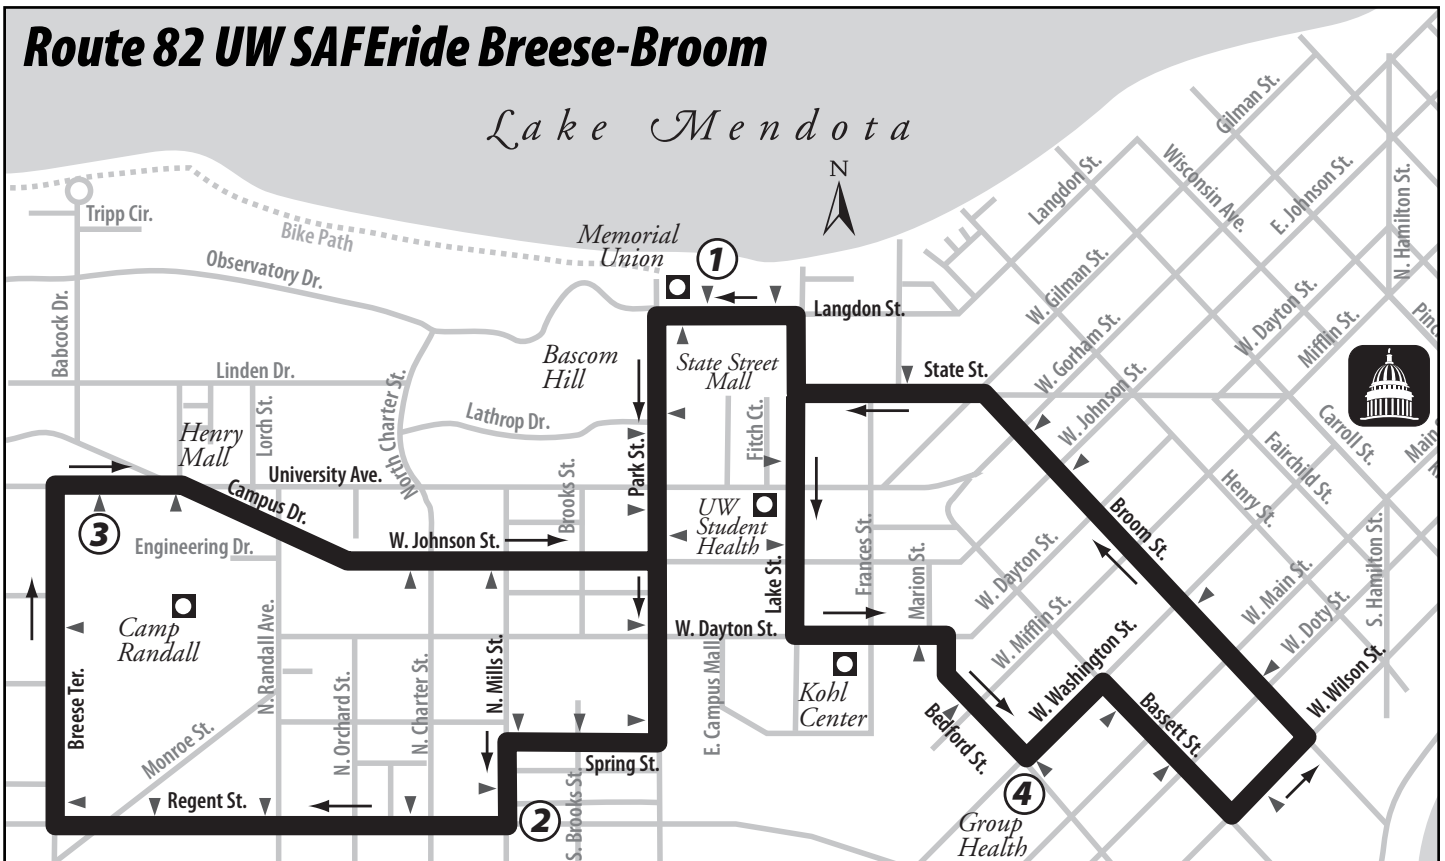 Route 82 UW SAFEride Breese-Broom
Lake Mendota
N
Gilman St.
Langdon St.
Wisconsin Ave.
E. Johnson St.
N. Hamilton St.
Tripp Cir.
Bike Path
Memorial
Union
1
Observatory Dr.
W. Gilman St.
Babcock Dr.
Langdon St.
W. Dayton St.
Mifflin St.
W. Gorham St.
Bascom
Hill
State Street
Mall
State St.
Linden Dr.
W. Johnson St.
Lorch St.
North Charter St.
Lathrop Dr.
Fitch Ct.
Henry
Mall
Carroll St.
Main
Park St.
Fairchild St.
University Ave.
Campus Dr.
Brooks St.
UW
Student
Health
Henry St.
3
Engineering Dr.
W. Johnson St.
Broom St.
Frances St.
Marion St.
Lake St.
W. Dayton St.
S. Hamilton St.
W. Main St.
Camp
Randall
N. Randall Ave.
W. Dayton St.
W. Mifflin St.
W. Doty St.
N. Mills St.
E. Campus Mall
Kohl
Center
W. Washington St.
W. Wilson St.
Breese Ter.
N. Orchard St.
N. Charter St.
Bedford St.
Bassett St.
Monroe St.
Spring St.
Regent St.
2
S. Brooks St.
4
Group
Health